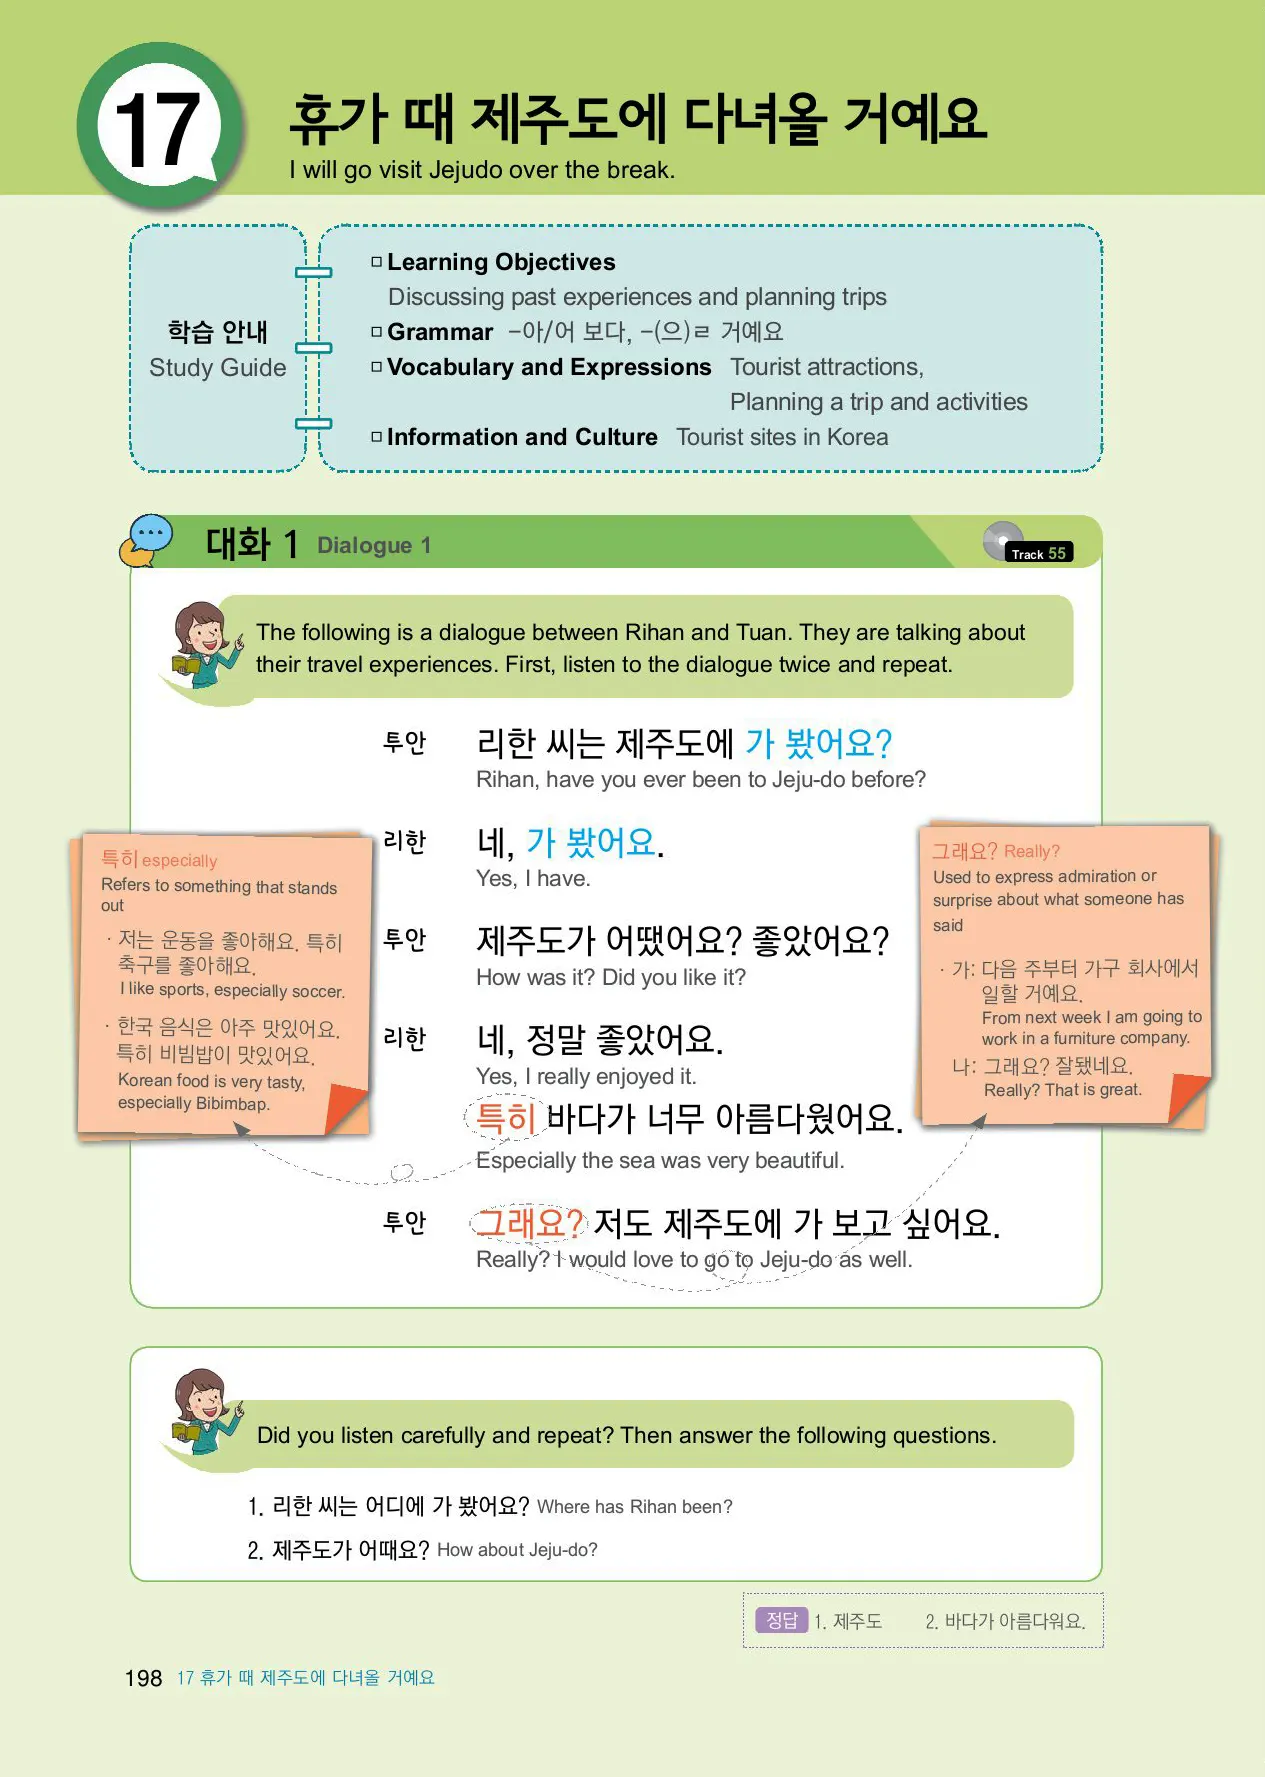 17
휴가 때 제주도에 다녀올 거예요
I will go visit Jejudo over the break.
학습 안내
Study Guide
Learning Objectives
Discussing past experiences and planning trips
Grammar -아/어 보다, -(으)ㄹ 거예요
Vocabulary and Expressions Tourist attractions,
Planning a trip and activities
Information and Culture Tourist sites in Korea
대화 1 Dialogue 1
Track 55
The following is a dialogue between Rihan and Tuan. They are talking about
their travel experiences. First, listen to the dialogue twice and repeat.
투안 리한 씨는 제주도에 가 봤어요?
Rihan, have you ever been to Jeju-do before?
리한 네, 가 봤어요.
Yes, I have.
투안 제주도가 어땠어요? 좋았어요?
How was it? Did you like it?
리한 네, 정말 좋았어요.
Yes, I really enjoyed it.
특히 바다가 너무 아름다웠어요.
Especially the sea was very beautiful.
투안 그래요? 저도 제주도에 가 보고 싶어요.
Really? I would love to go to Jeju-do as well.
특히 especially
Refers to something that stands
out
· 저는 운동을 좋아해요. 특히
축구를 좋아해요.
I like sports, especially soccer.
· 한국 음식은 아주 맛있어요.
특히 비빔밥이 맛있어요.
Korean food is very tasty,
especially Bibimbap.
그래요? Really?
Used to express admiration or
surprise about what someone has
said
· 가: 다음 주부터 가구 회사에서
일할 거예요.
From next week I am going to
work in a furniture company.
나: 그래요? 잘됐네요.
Really? That is great.
Did you listen carefully and repeat? Then answer the following questions.
1. 리한 씨는 어디에 가 봤어요? Where has Rihan been?
2. 제주도가 어때요? How about Jeju-do?
정답 1. 제주도 2. 바다가 아름다워요.
198 17 휴가 때 제주도에 다녀올 거예요